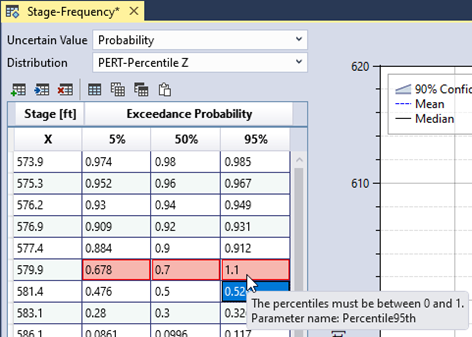 Stage-Frequency*
Uncertain Value Probability
Distribution PERT-Percentile Z
Stage [ft] Exceedance Probability
X 5% 50% 95%
573.9 0.974 0.98 0.985
575.3 0.952 0.96 0.967
576.2 0.93 0.94 0.949
576.9 0.909 0.92 0.931
577.4 0.884 0.9 0.912
579.9 0.678 0.7 1.1
581.4 0.476 0.5
583.1 0.28 0.3
586.1 0.0861 0.0996 0.117
The percentiles must be between 0 and 1.
Parameter name: Percentile95th
620
90%
Mean
Median
610